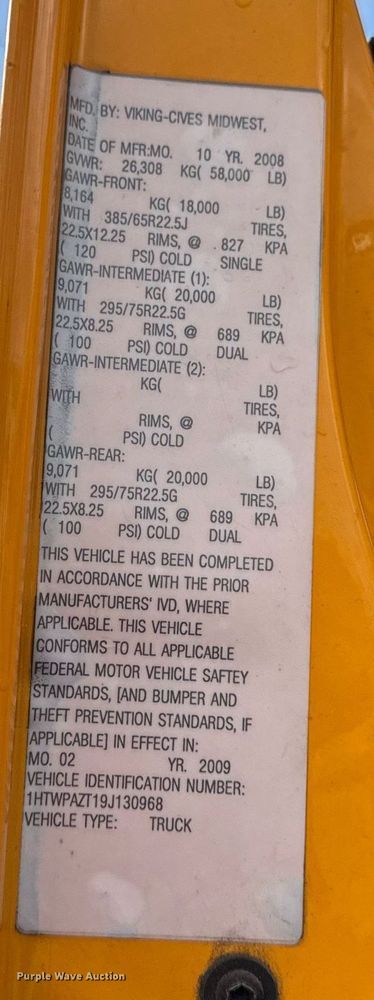 MFD. BY: VIKING-CIVES MIDWEST,
INC.
DATE OF MFR:MO. 10 YR. 2008
GVWR: 26,308 KG( 58,000 LB)
GAWR-FRONT:
8,164 KG( 18,000 LB)
WITH 385/65R22.5J TIRES,
22.5X12.25 RIMS, @ .827 KPA
( 120 PSI) COLD SINGLE
GAWR-INTERMEDIATE (1):
9,071 KG( 20,000 LB)
WITH 295/75R22.5G TIRES,
22.5X8.25 RIMS, @ 689 KPA
( 100 PSI) COLD DUAL
GAWR-INTERMEDIATE (2):
KG( LB)
WITH TIRES,
RIMS, @ KPA
( PSI) COLD
GAWR-REAR:
9,071 KG( 20,000 LB)
WITH 295/75R22.5G TIRES,
22.5X8.25 RIMS, @ 689 KPA
( 100 PSI) COLD DUAL
THIS VEHICLE HAS BEEN COMPLETED
IN ACCORDANCE WITH THE PRIOR
MANUFACTURERS' IVD, WHERE
APPLICABLE. THIS VEHICLE
CONFORMS TO ALL APPLICABLE
FEDERAL MOTOR VEHICLE SAFTEY
STANDARDS, [AND BUMPER AND
THEFT PREVENTION STANDARDS, IF
APPLICABLE] IN EFFECT IN:
MO. 02 YR. 2009
VEHICLE IDENTIFICATION NUMBER:
1HTWPAZT19J130968
VEHICLE TYPE: TRUCK
Purple Wave Auction